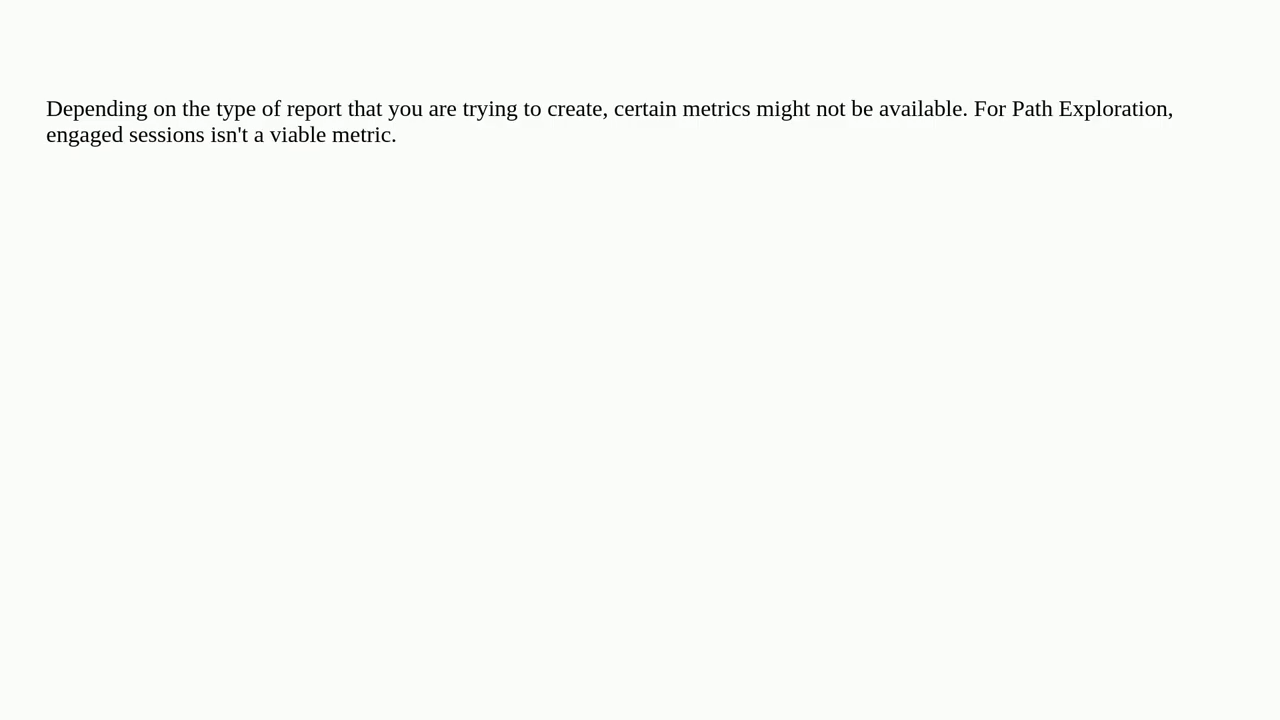 Depending on the type of report that you are trying to create, certain metrics might not be available. For Path Exploration,
engaged sessions isn't a viable metric.